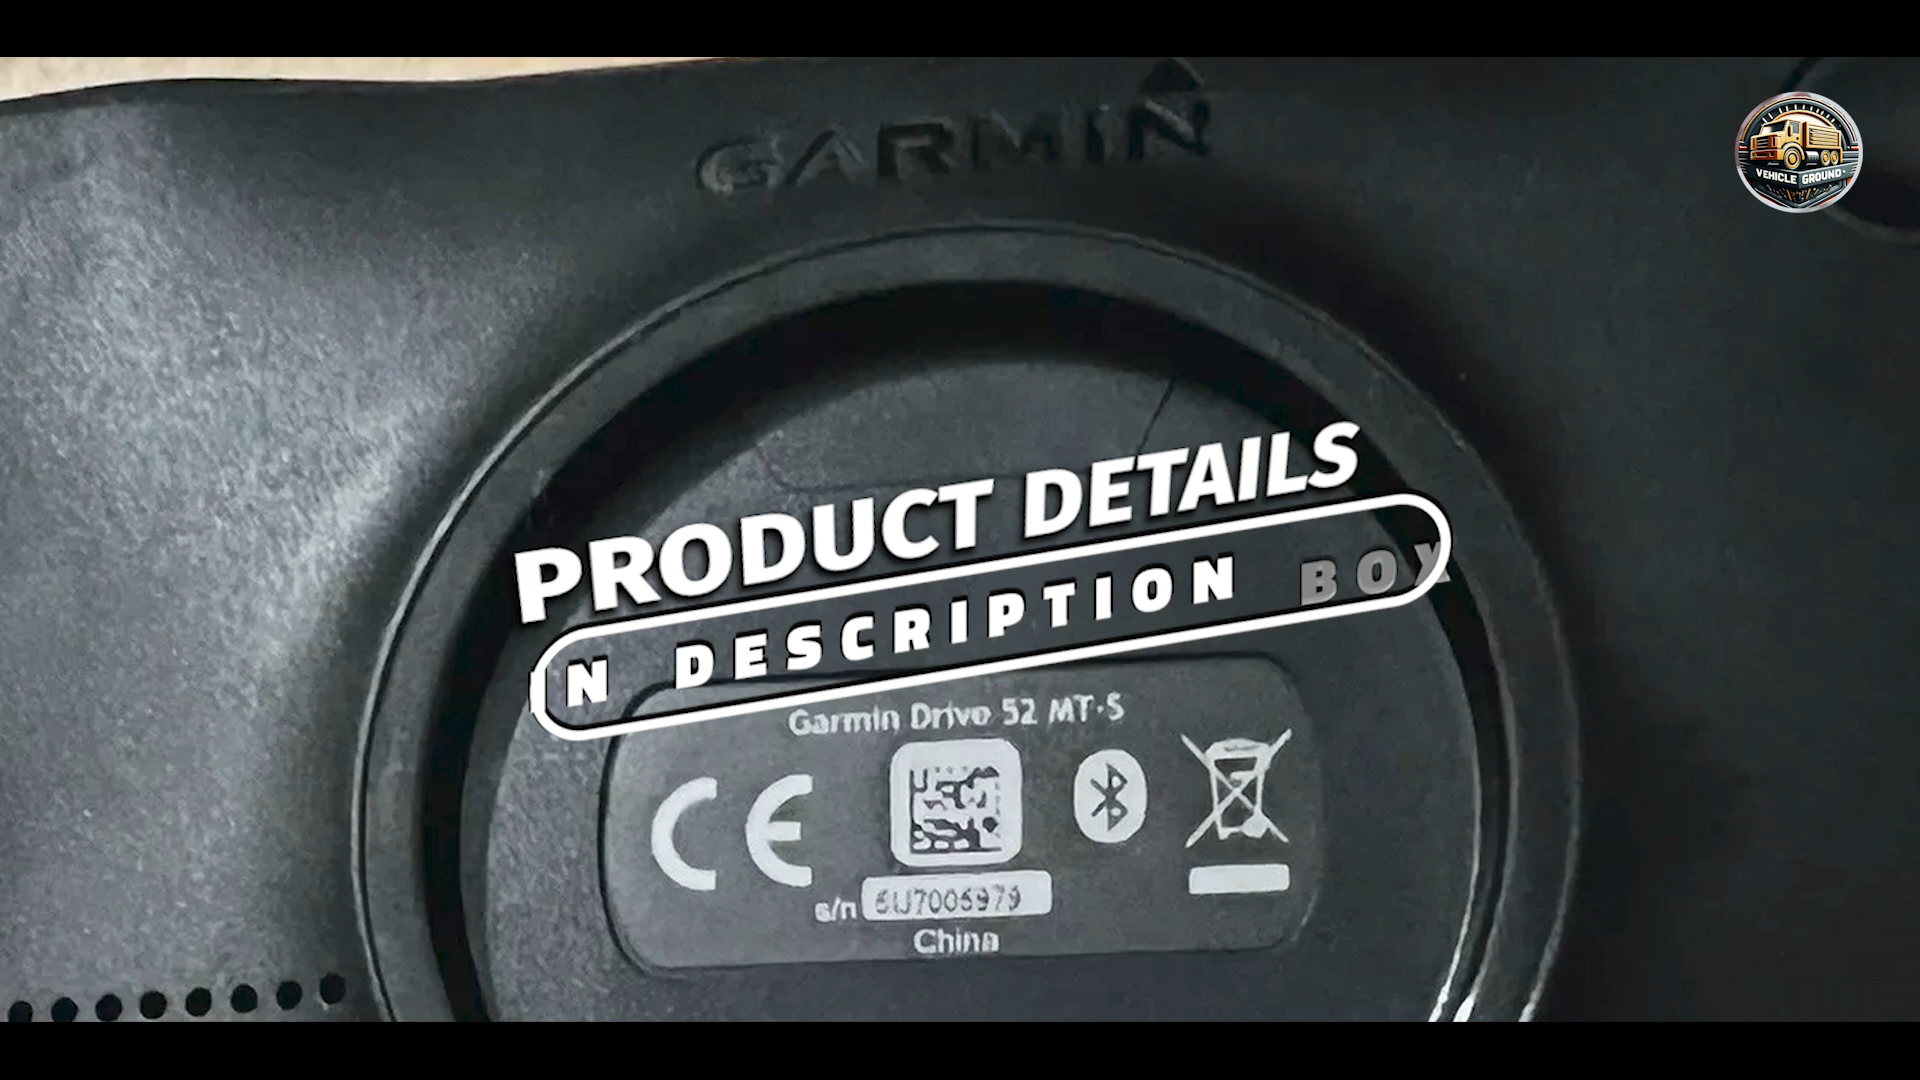 GARMIN
VEHICLE GROUND
PRODUCT DETAILS
N DESCRIPTION BOX
Garmin Drive 52 MT-S
CE
s/n
China